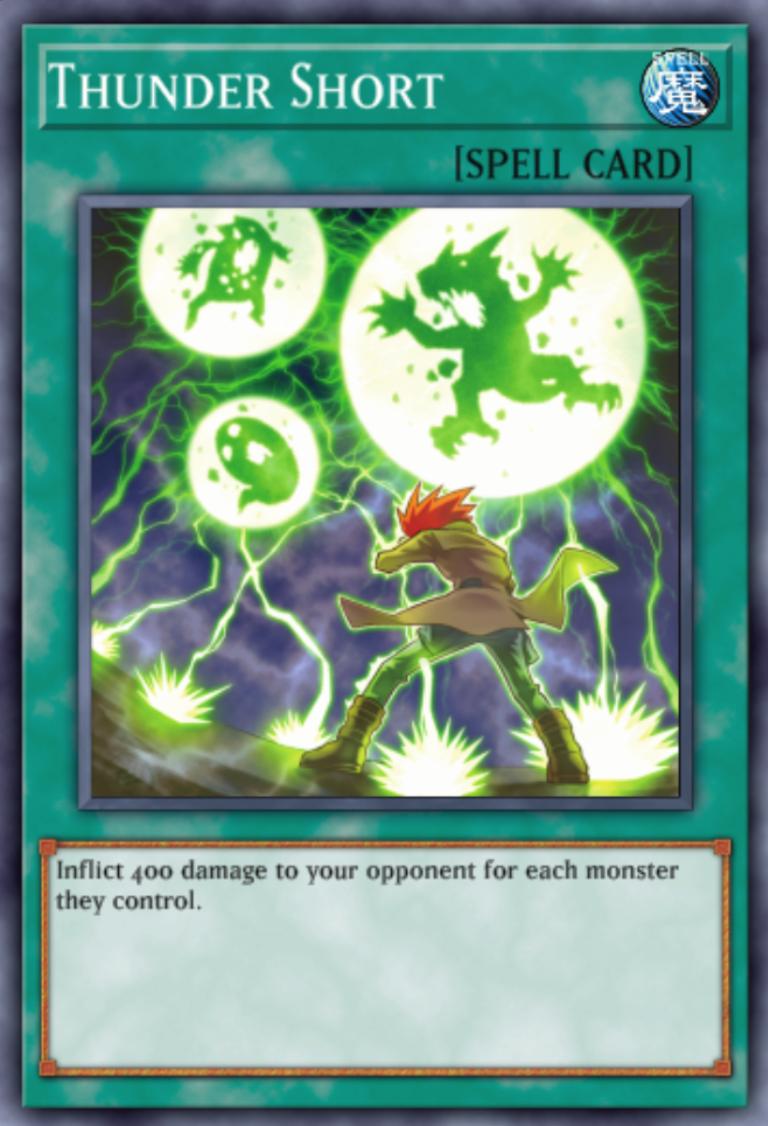 THUNDER SHORT
SPELL
魔
[SPELL CARD]
Inflict 400 damage to your opponent for each monster
they control.